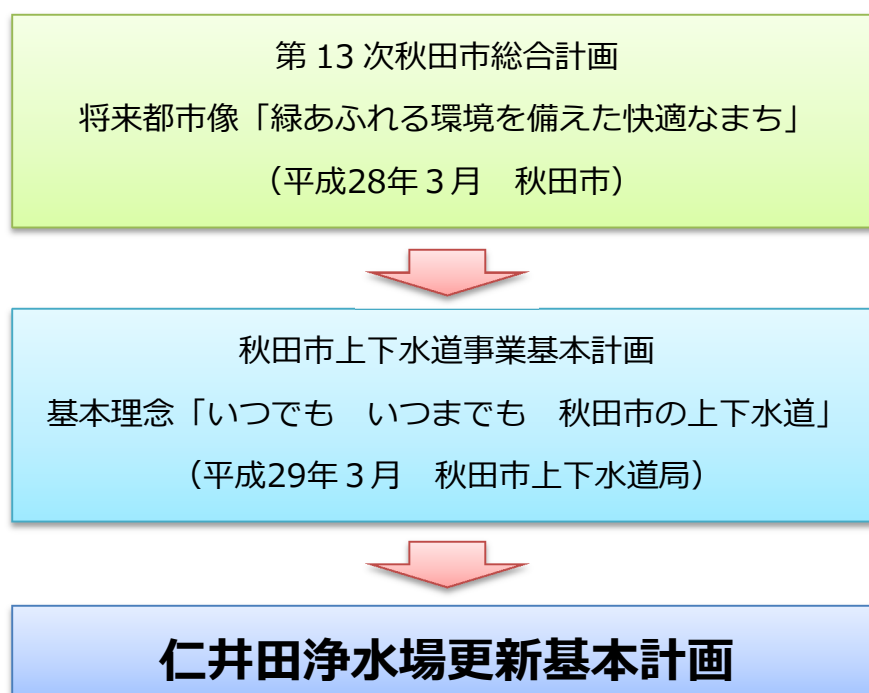 第 13 次秋田市総合計画
将来都市像「緑あふれる環境を備えた快適なまち」
（平成28年３月　秋田市）
秋田市上下水道事業基本計画
基本理念「いつでも　いつまでも　秋田市の上下水道」
（平成29年３月　秋田市上下水道局）
仁井田浄水場更新基本計画